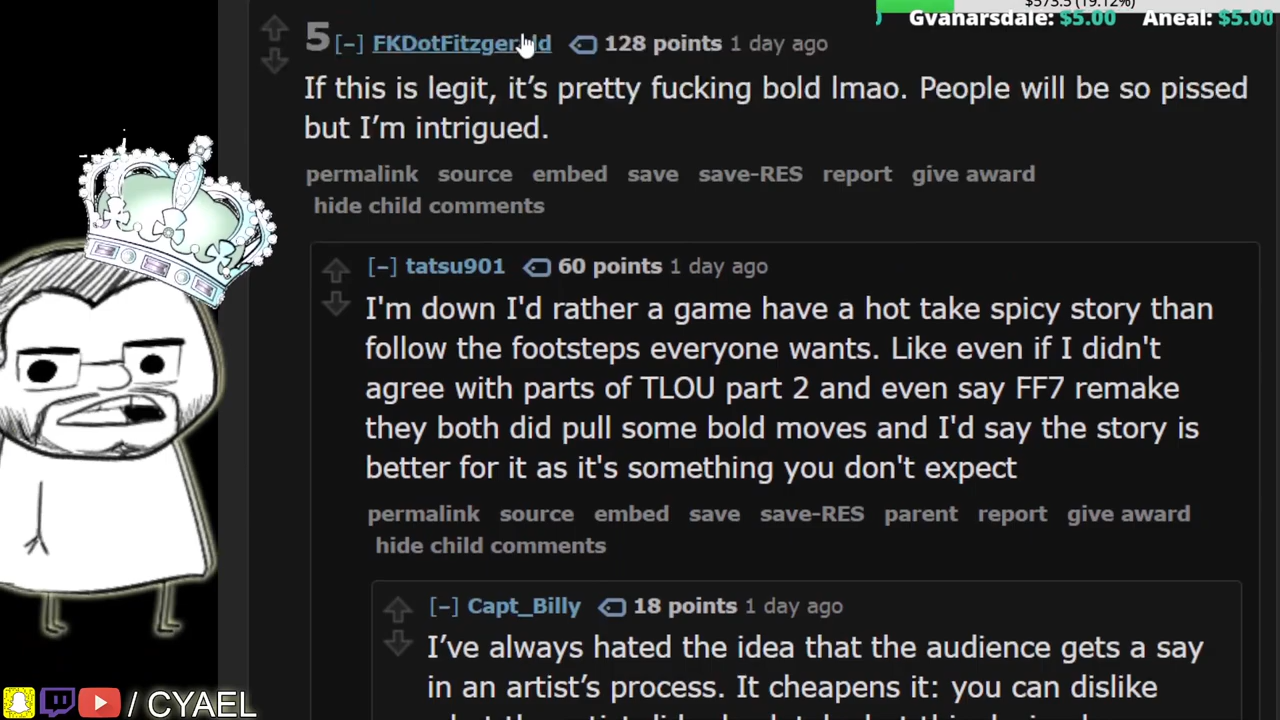 $573.5 (19.12%)
Gvanarsdale: $5.00 Aneal: $5.00
5 [−] 128 points 1 day ago
If this is legit, it’s pretty fucking bold lmao. People will be so pissed
but I’m intrigued.
permalink source embed save save-RES report give award
hide child comments
[−] tatsu901 60 points 1 day ago
I'm down I'd rather a game have a hot take spicy story than
follow the footsteps everyone wants. Like even if I didn't
agree with parts of TLOU part 2 and even say FF7 remake
they both did pull some bold moves and I'd say the story is
better for it as it's something you don't expect
permalink source embed save save-RES parent report give award
hide child comments
[−] Capt_Billy 18 points 1 day ago
I’ve always hated the idea that the audience gets a say
in an artist’s process. It cheapens it: you can dislike
/ CYAEL